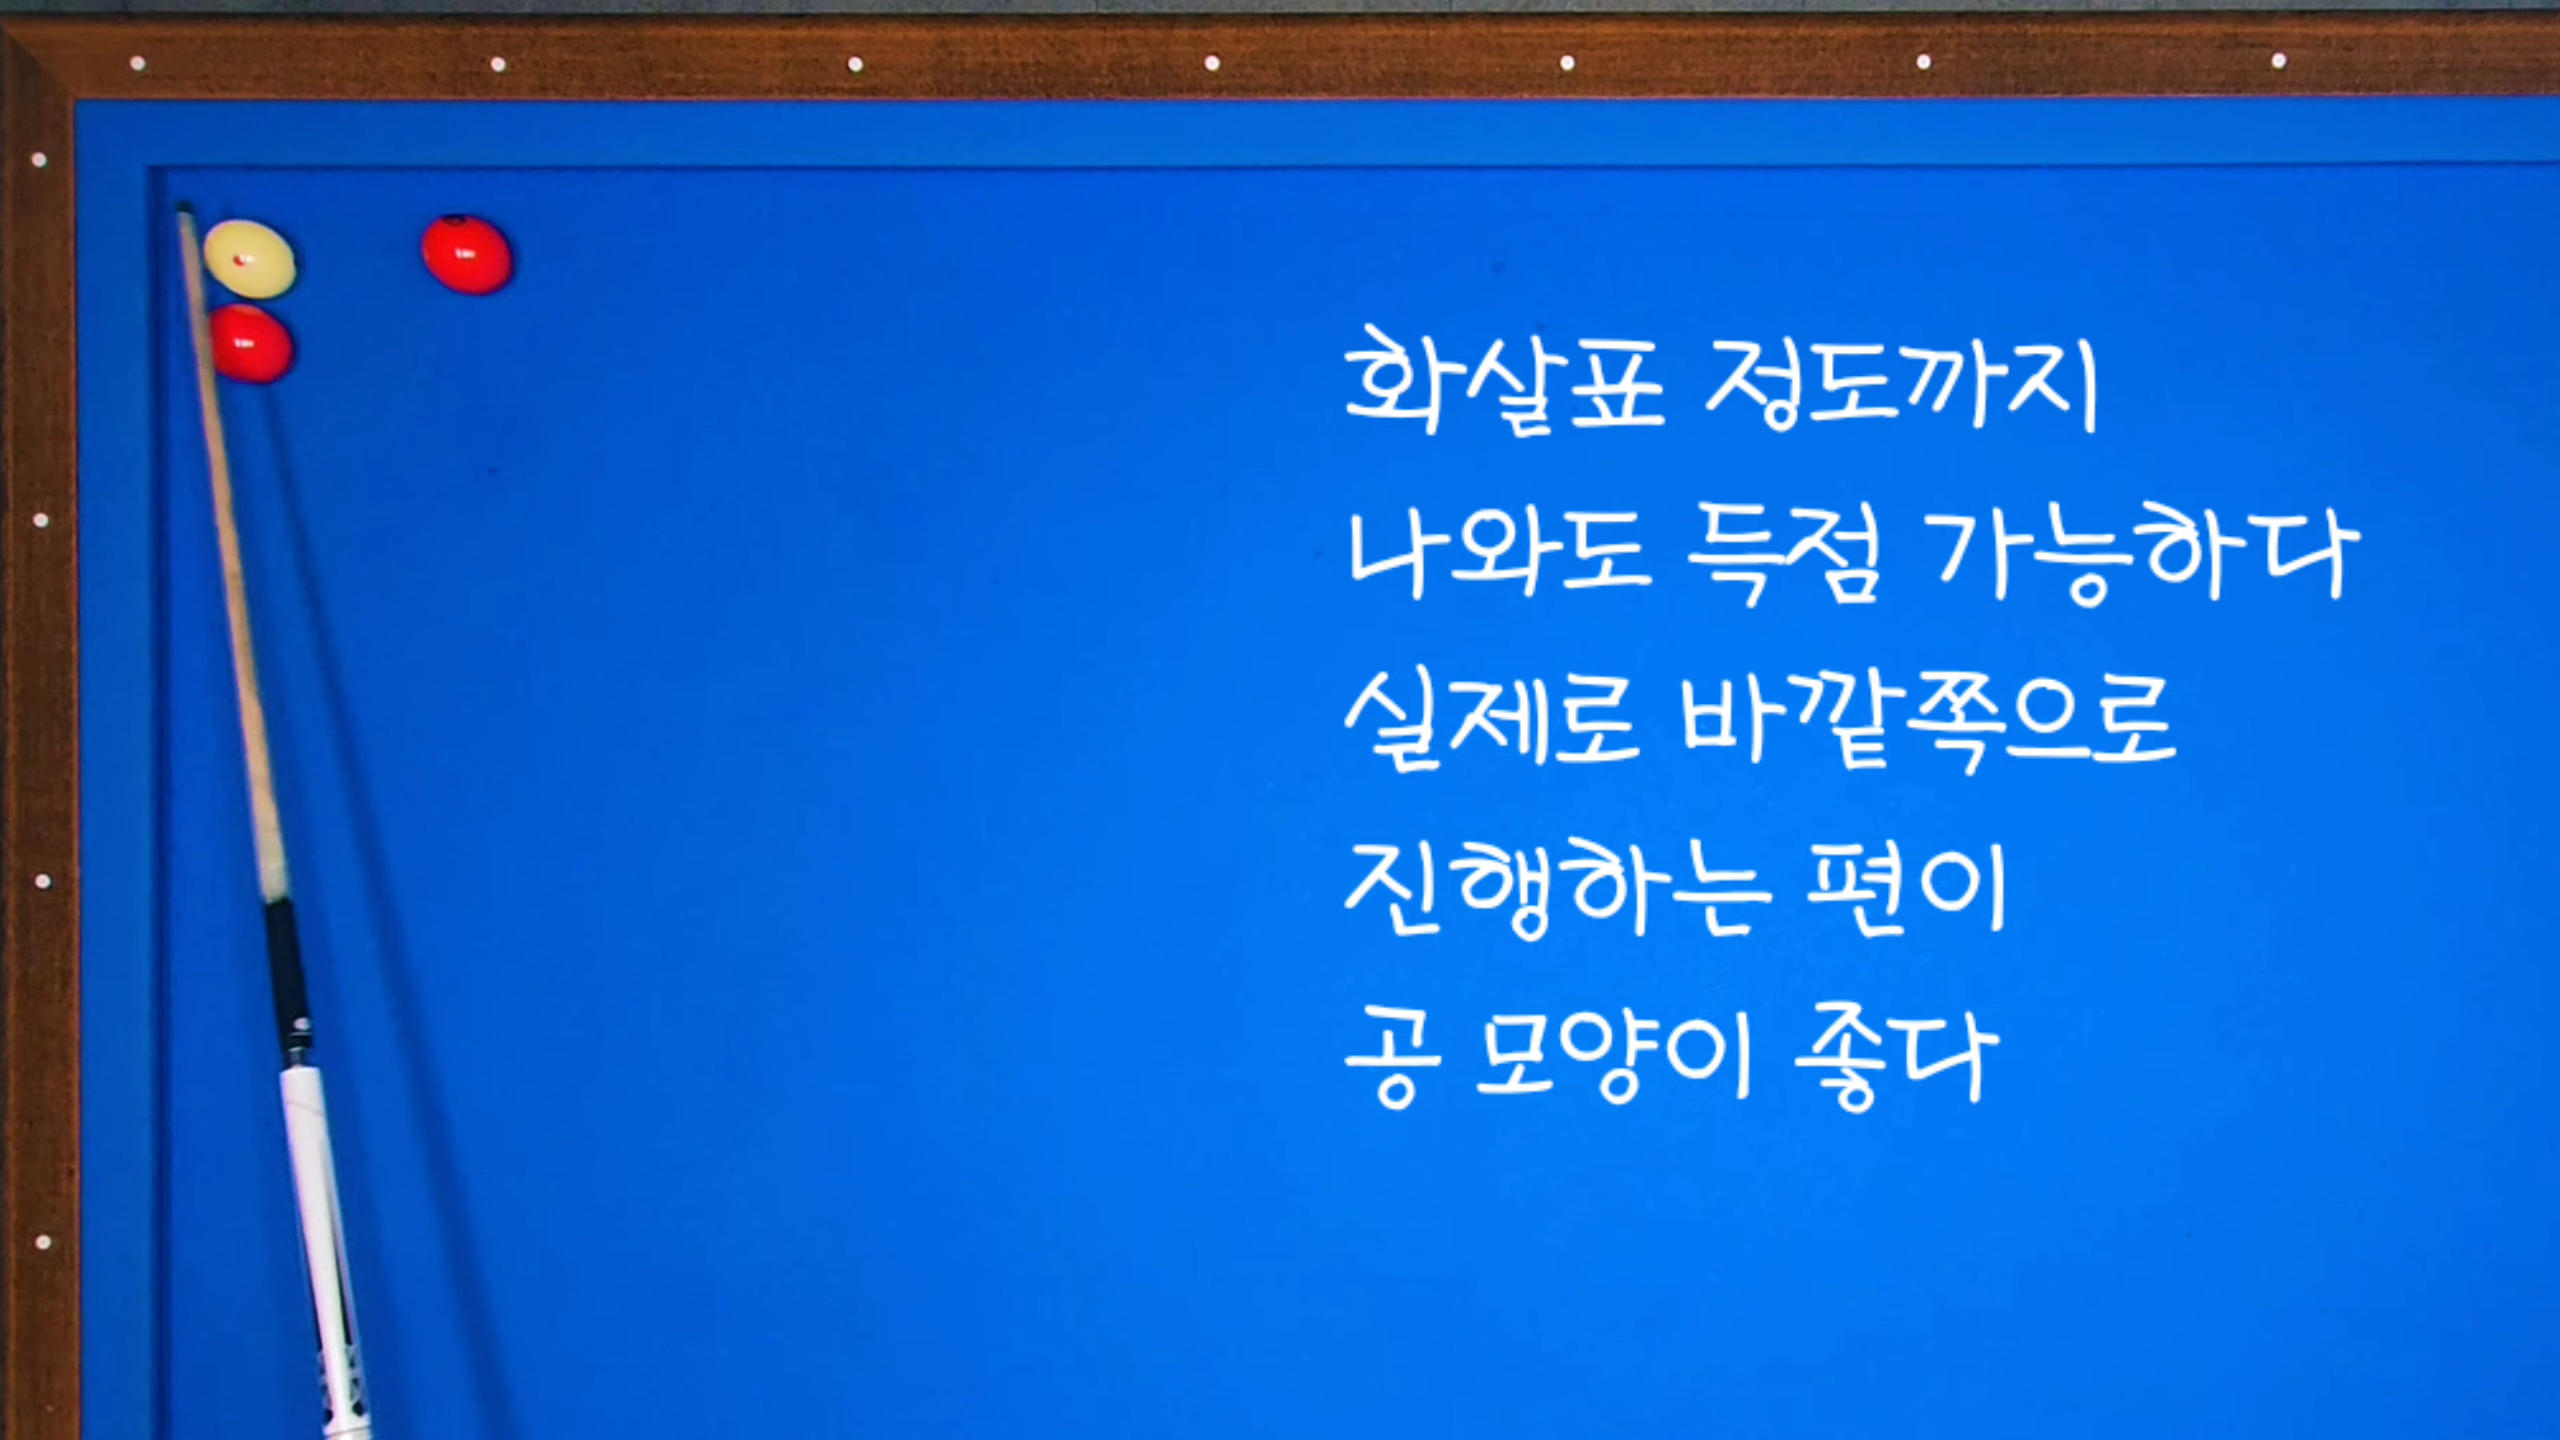 화살표 정도까지
나와도 득점 가능하다
실제로 바깥쪽으로
진행하는 편이
공 모양이 좋다